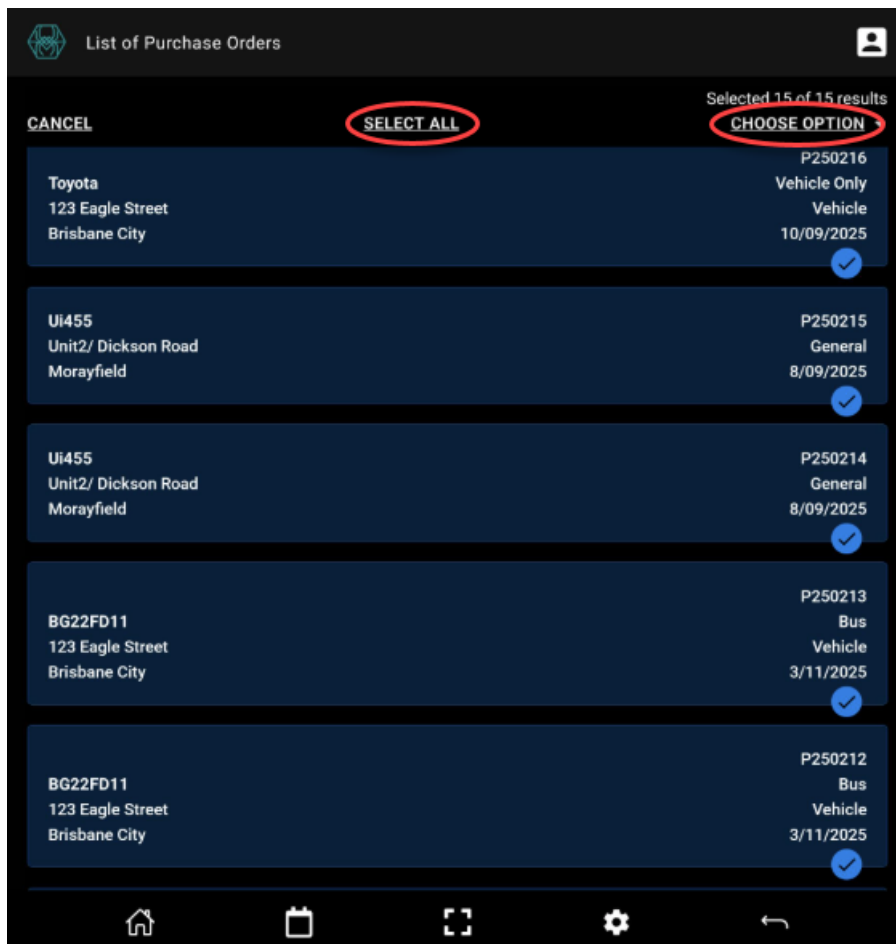 List of Purchase Orders
Selected 15 of 15 results
CANCEL SELECT ALL CHOOSE OPTION
P250216
Toyota Vehicle Only
123 Eagle Street Vehicle
Brisbane City 10/09/2025
Ui455 P250215
Unit2/ Dickson Road General
Morayfield 8/09/2025
Ui455 P250214
Unit2/ Dickson Road General
Morayfield 8/09/2025
P250213
BG22FD11 Bus
123 Eagle Street Vehicle
Brisbane City 3/11/2025
P250212
BG22FD11 Bus
123 Eagle Street Vehicle
Brisbane City 3/11/2025